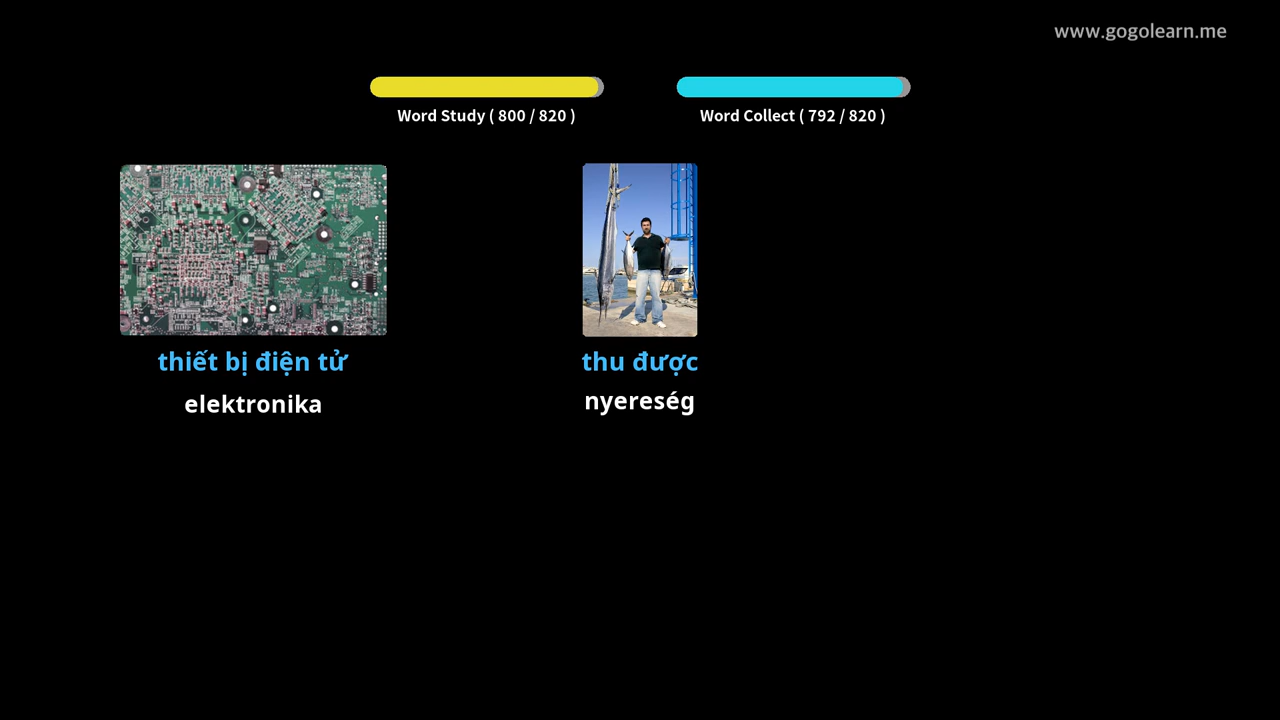 www.gogolearn.me
Word Study ( 800 / 820 )
Word Collect ( 792 / 820 )
thiết bị điện tử
elektronika
thu được
nyereség